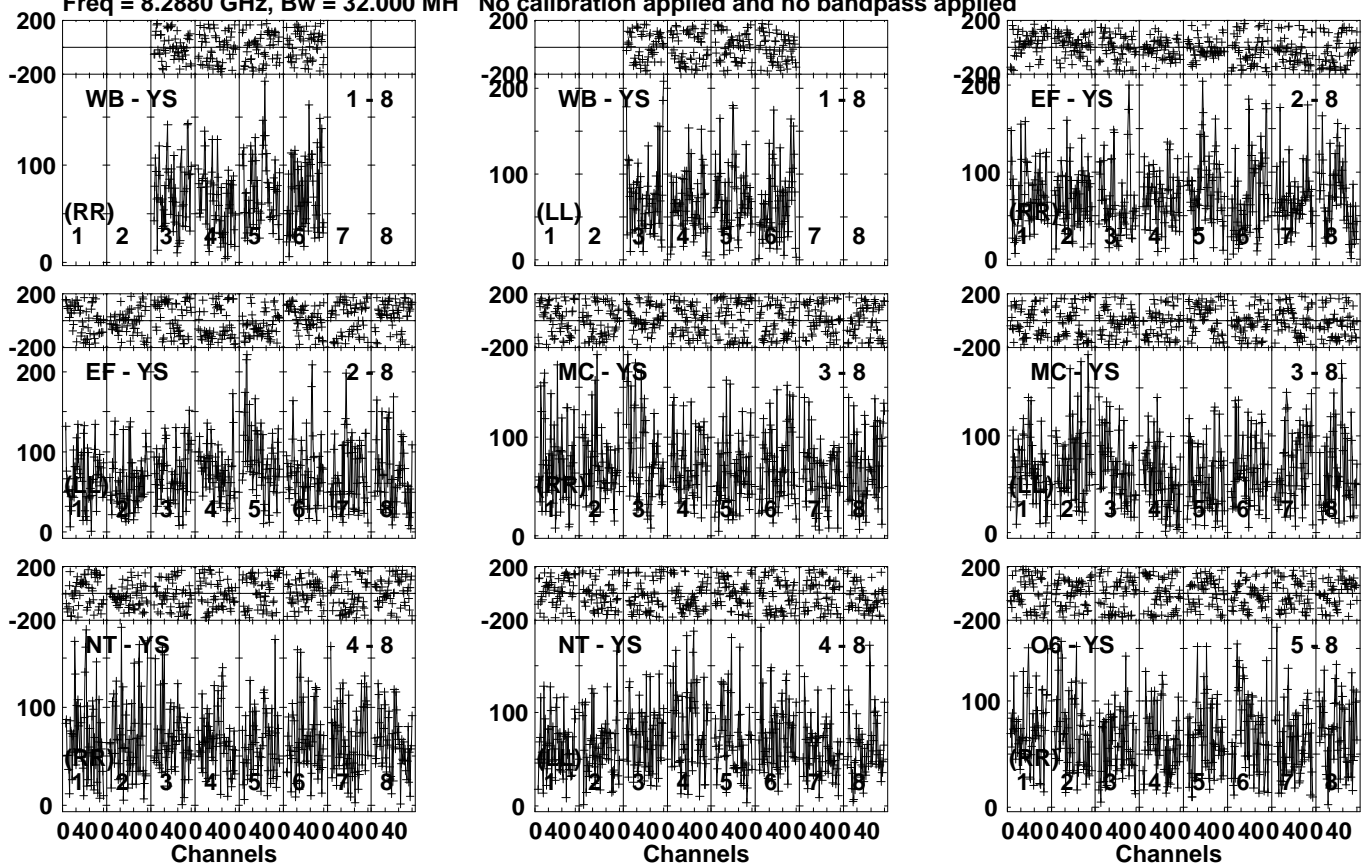 Freq = 8.2880 GHz, Bw = 32.000 MH No calibration applied and no bandpass applied
200
-200
WB - YS 1 - 8
100
(RR)
1 2 3 4 5 6 7 8
0
200
WB - YS 1 - 8
100
(LL)
1 2 3 4 5 6 7 8
0
200
EF - YS 2 - 8
100
(RR)
1 2 3 4 5 6 7 8
0
200
-200
200
EF - YS 2 - 8
100
(LL)
1 2 3 4 5 6 7 8
0
200
-200
MC - YS 3 - 8
100
(RR)
1 2 3 4 5 6 7 8
0
200
-200
MC - YS 3 - 8
100
(LL)
1 2 3 4 5 6 7 8
0
200
-200
NT - YS 4 - 8
100
(RR)
1 2 3 4 5 6 7 8
0
0 40 0 40 0 40 0 40 0 40 0 40 0 40 0 40
Channels
200
-200
NT - YS 4 - 8
100
(LL)
1 2 3 4 5 6 7 8
0
0 40 0 40 0 40 0 40 0 40 0 40 0 40 0 40
Channels
200
-200
O6 - YS 5 - 8
100
(RR)
1 2 3 4 5 6 7 8
0
0 40 0 40 0 40 0 40 0 40 0 40 0 40 0 40
Channels